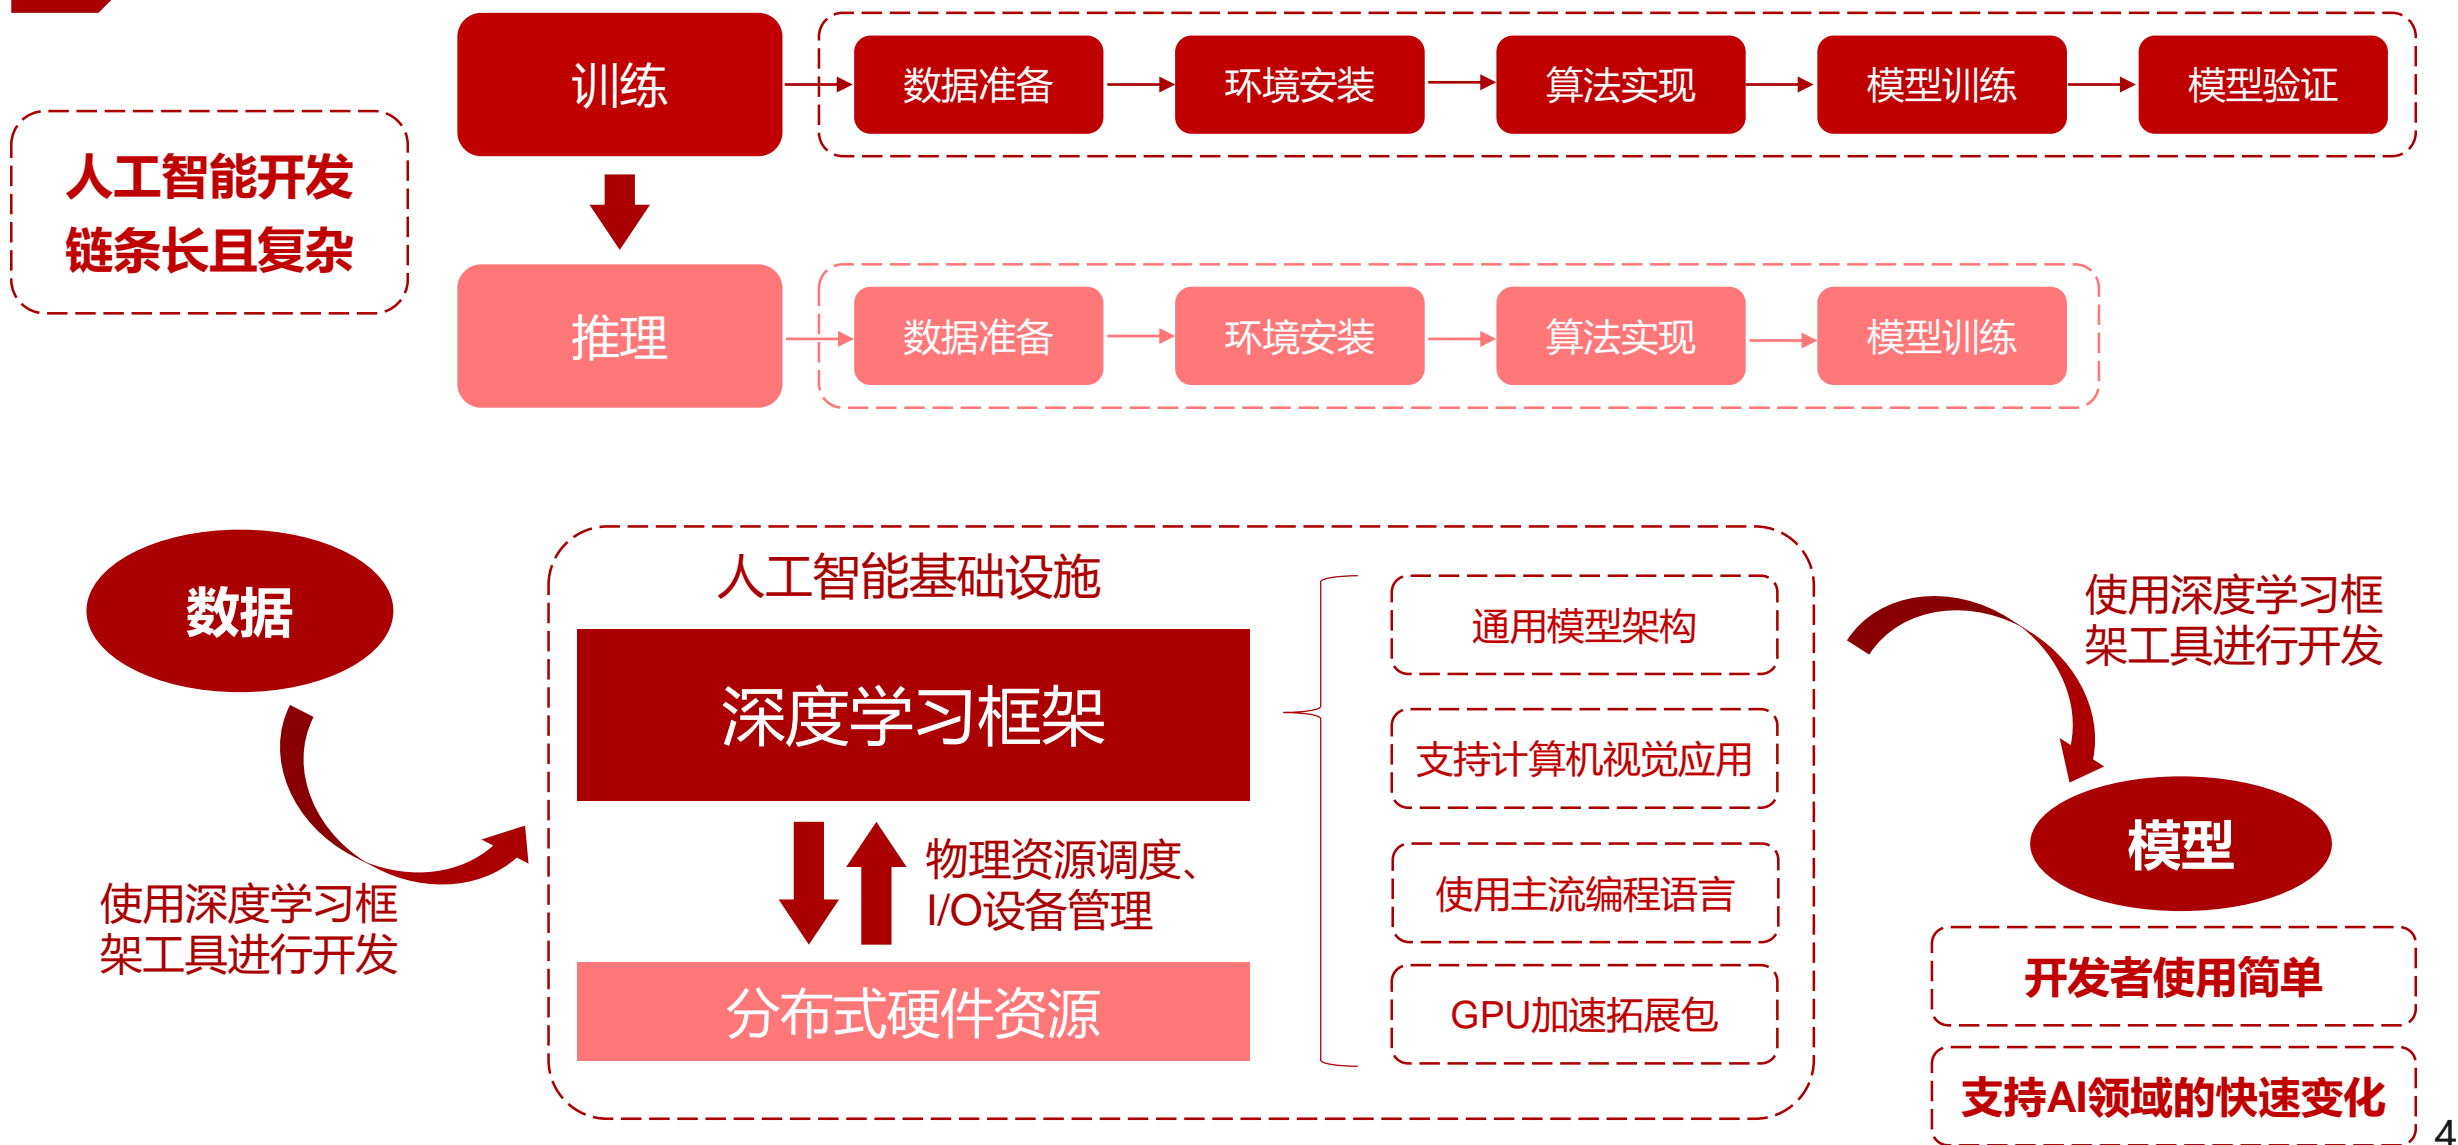 人工智能开发
链条长且复杂
训练
数据准备
环境安装
算法实现
模型训练
模型验证
推理
数据准备
环境安装
算法实现
模型训练
数据
使用深度学习框
架工具进行开发
人工智能基础设施
深度学习框架
物理资源调度、
I/O设备管理
分布式硬件资源
通用模型架构
支持计算机视觉应用
使用主流编程语言
GPU加速拓展包
使用深度学习框
架工具进行开发
模型
开发者使用简单
支持AI领域的快速变化
4